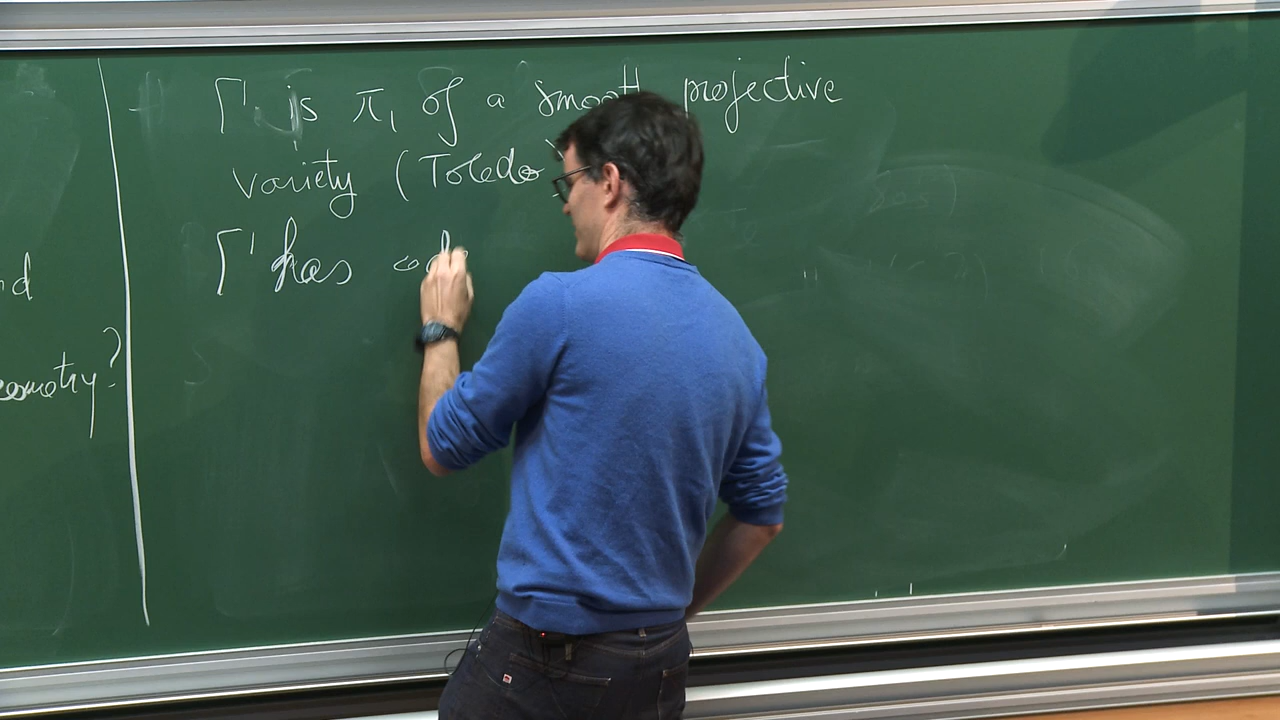 nd
eometry?
Γ is π₁ of a smooth projective
variety (Toledo)
Γ has